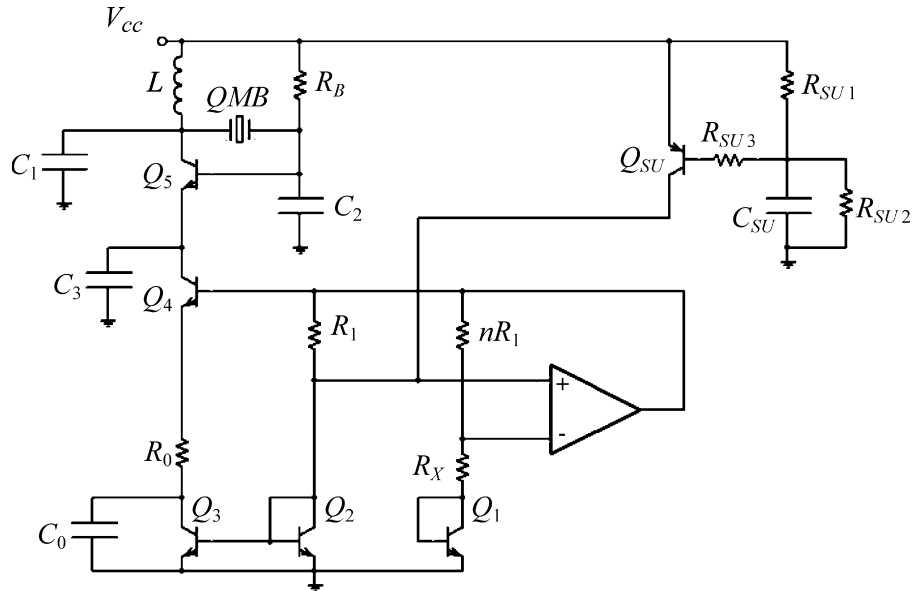 Vcc
L
QMB
RB
RSU1
C1
Q5
C2
QSU
RSU3
CSU
RSU2
C3
Q4
R1
nR1
+
-
R0
RX
C0
Q3
Q2
Q1